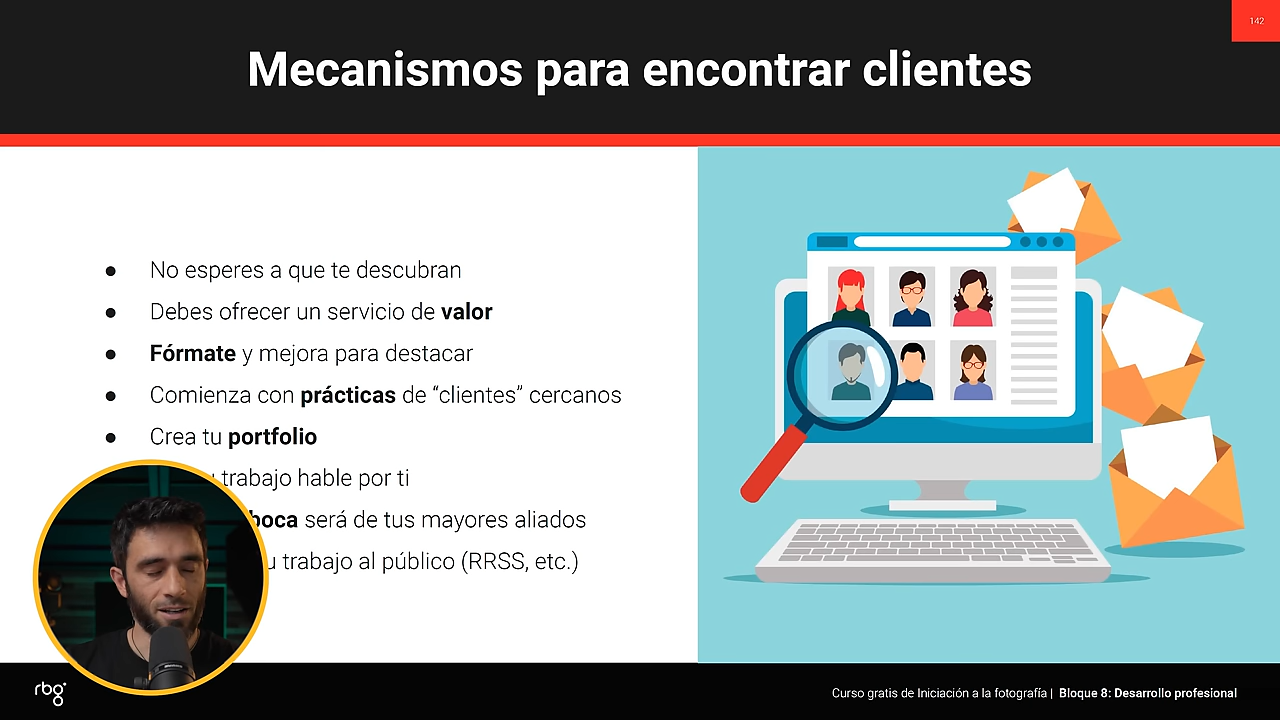 142
Mecanismos para encontrar clientes
● No esperes a que te descubran
● Debes ofrecer un servicio de valor
● Fórmate y mejora para destacar
● Comienza con prácticas de “clientes” cercanos
● Crea tu portfolio
trabajo hable por ti
boca será de tus mayores aliados
trabajo al público (RRSS, etc.)
rbg
Curso gratis de Iniciación a la fotografía | Bloque 8: Desarrollo profesional